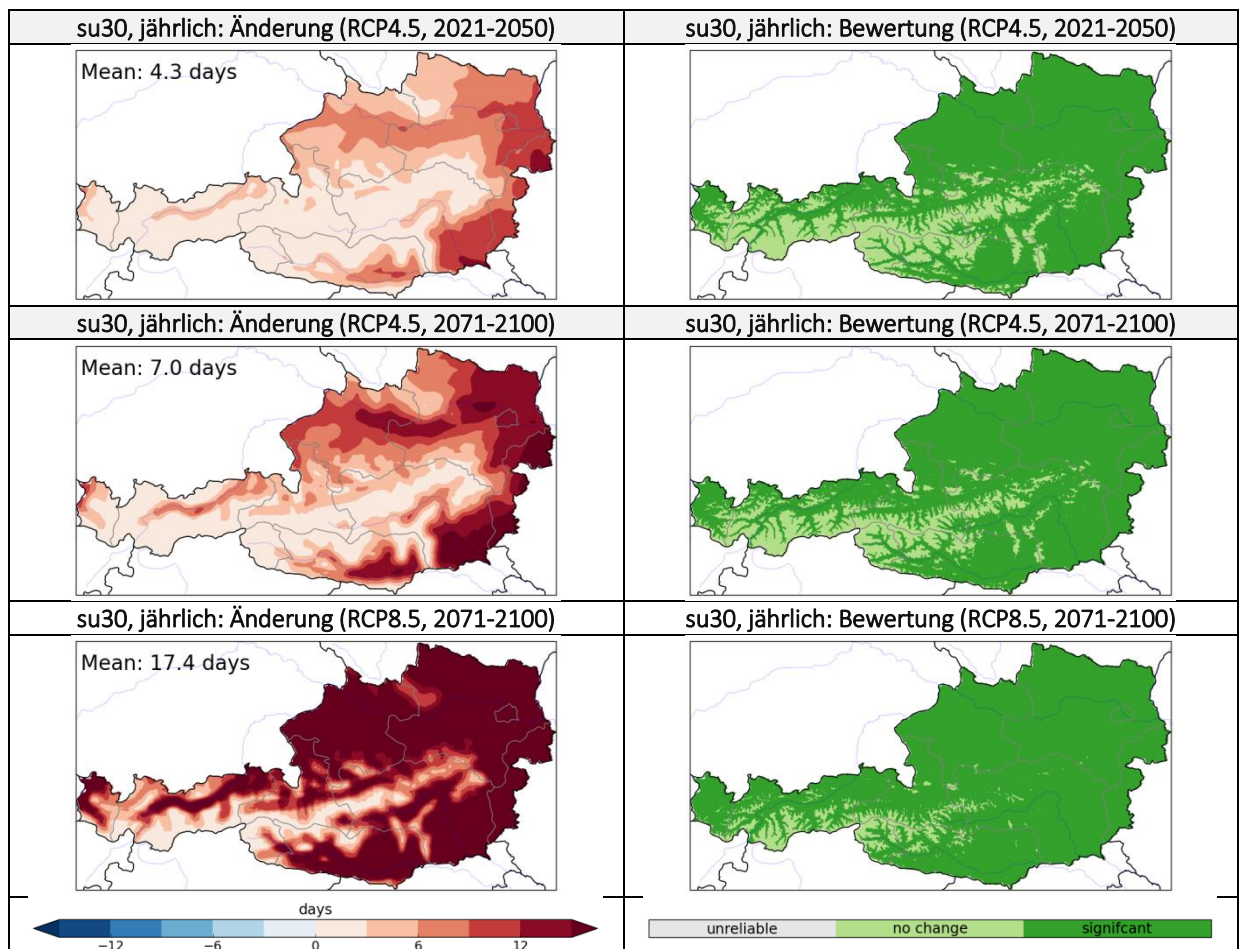 su30, jährlich: Änderung (RCP4.5, 2021-2050)
su30, jährlich: Bewertung (RCP4.5, 2021-2050)
Mean: 4.3 days
su30, jährlich: Änderung (RCP4.5, 2071-2100)
su30, jährlich: Bewertung (RCP4.5, 2071-2100)
Mean: 7.0 days
su30, jährlich: Änderung (RCP8.5, 2071-2100)
su30, jährlich: Bewertung (RCP8.5, 2071-2100)
Mean: 17.4 days
days
−12 −6 0 6 12
unreliable no change signifcant